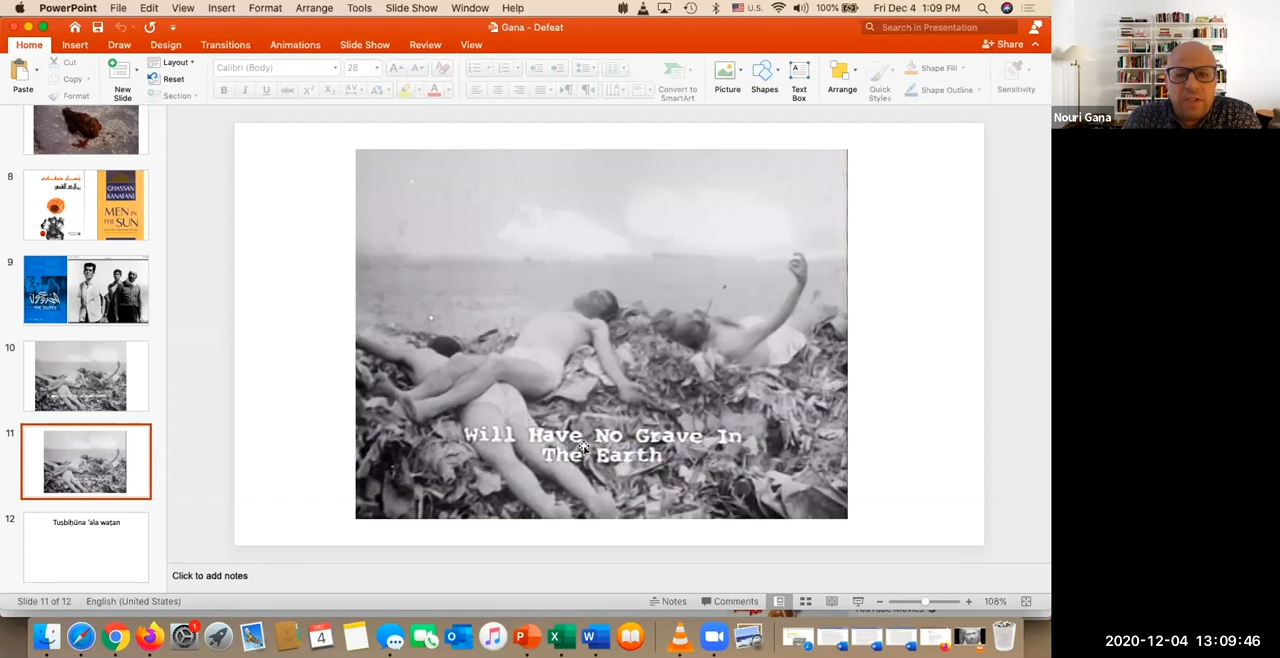 PowerPoint File Edit View Insert Format Arrange Tools Slide Show Window Help U.S. 100% Fri Dec 4 1:09 PM
Gana - Defeat
Search in Presentation
Home Insert Draw Design Transitions Animations Slide Show Review View Share
Paste
Cut
Copy
Format
New Slide
Layout
Reset
Section
Calibri (Body) 28
Convert to SmartArt
Picture
Shapes
Text Box
Arrange
Quick Styles
Shape Fill
Shape Outline
Sensitivity
Nouri Gana
8
GHASSAN
KANAFANI
MEN IN
THE SUN
9
المخدوعون
THE DUPES
10
11
12
Tuṣbiḥūna ʿala waṭan
Will Have No Grave In
The Earth
Click to add notes
Slide 11 of 12 English (United States) Notes Comments 108%
2020-12-04 13:09:46